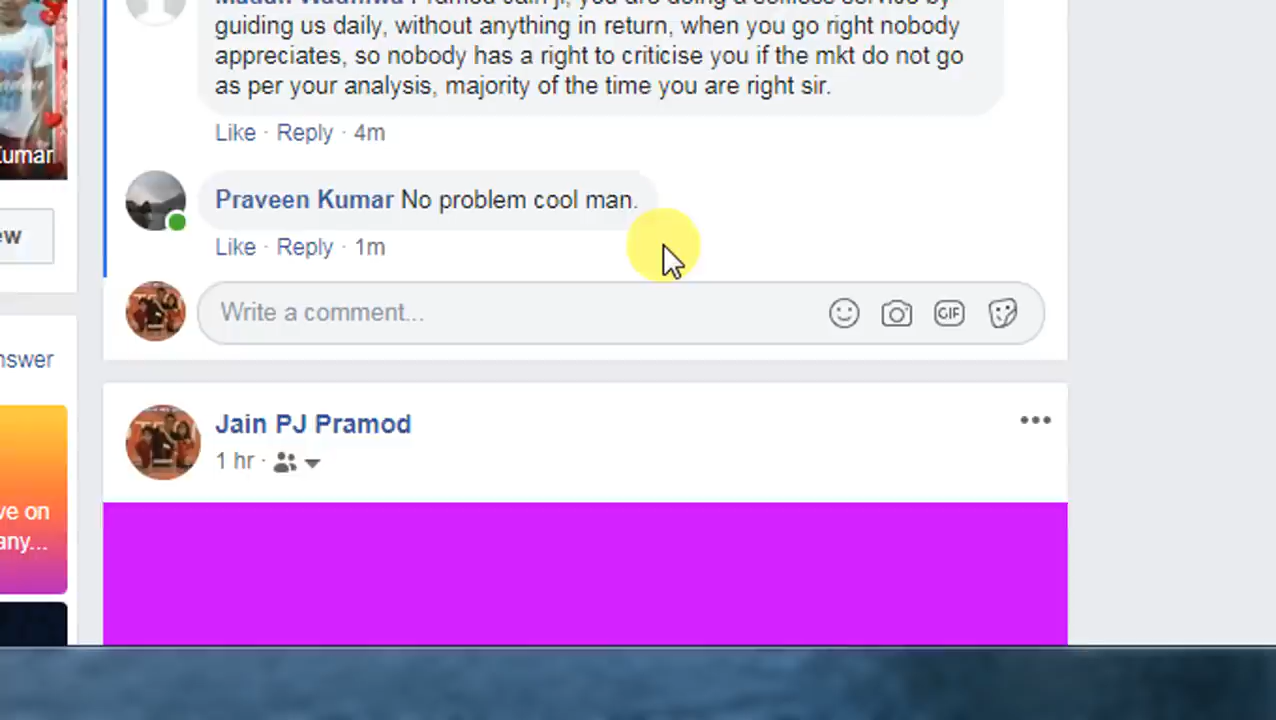 guiding us daily, without anything in return, when you go right nobody
appreciates, so nobody has a right to criticise you if the mkt do not go
as per your analysis, majority of the time you are right sir.
Like · Reply · 4m
Kumar
Praveen Kumar No problem cool man.
ew
Like · Reply · 1m
Write a comment...
GIF
nswer
Jain PJ Pramod
1 hr ·
ve on
any...